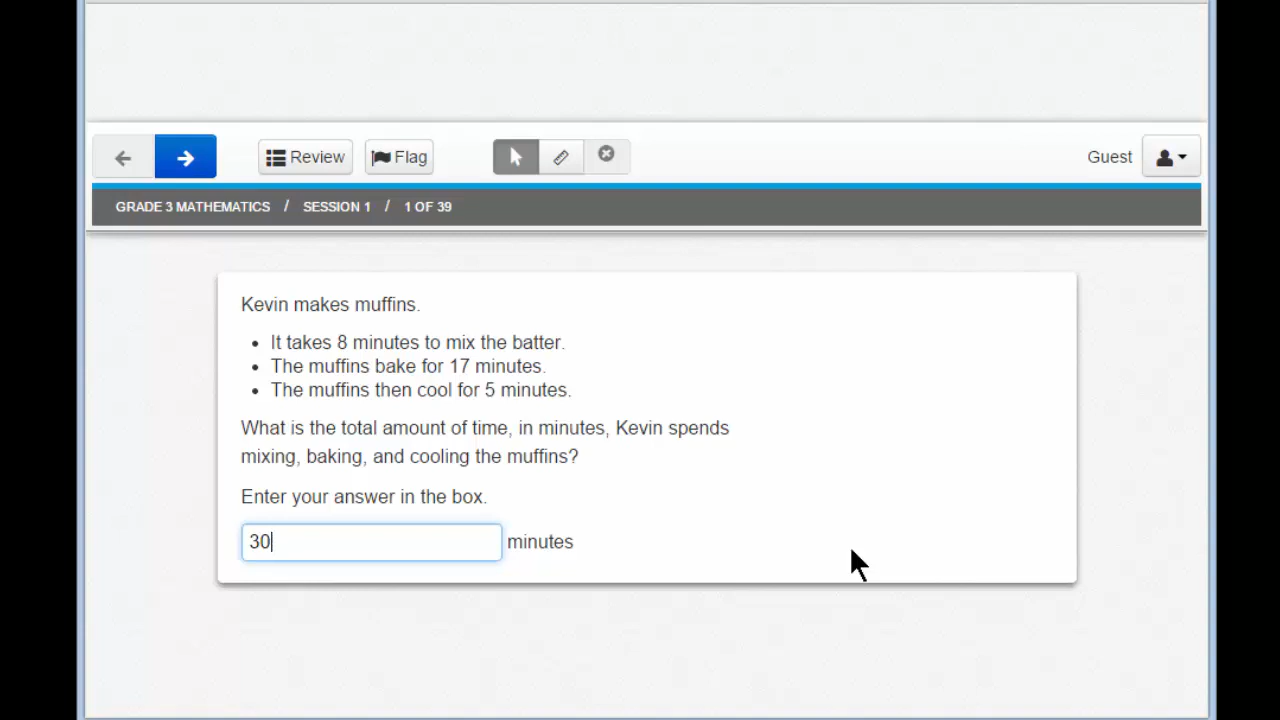 Review
Flag
Guest
GRADE 3 MATHEMATICS / SESSION 1 / 1 OF 39
Kevin makes muffins.
• It takes 8 minutes to mix the batter.
• The muffins bake for 17 minutes.
• The muffins then cool for 5 minutes.
What is the total amount of time, in minutes, Kevin spends
mixing, baking, and cooling the muffins?
Enter your answer in the box.
30 minutes